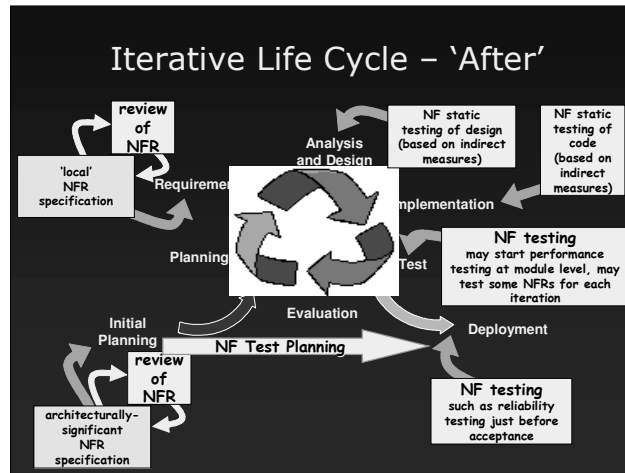 Iterative Life Cycle – ‘After’
review
of
NFR
‘local’
NFR
specification
Requiremen
Analysis
and Design
NF static
testing of design
(based on indirect
measures)
NF static
testing of
code
(based on
indirect
measures)
mplementation
Planning
Test
NF testing
may start performance
testing at module level, may
test some NFRs for each
iteration
Evaluation
Initial
Planning
Deployment
NF Test Planning
review
of
NFR
architecturally-
significant
NFR
specification
NF testing
such as reliability
testing just before
acceptance